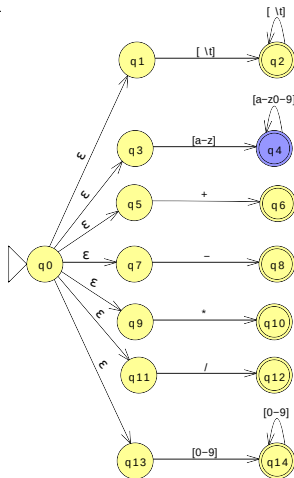 [ \t]
q1 [ \t] q2
[a-z0-9]
ε
q3 [a-z] q4
ε
q5 + q6
ε
q0 ε q7 - q8
ε
q9 * q10
ε
q11 / q12
ε
[0-9]
q13 [0-9] q14